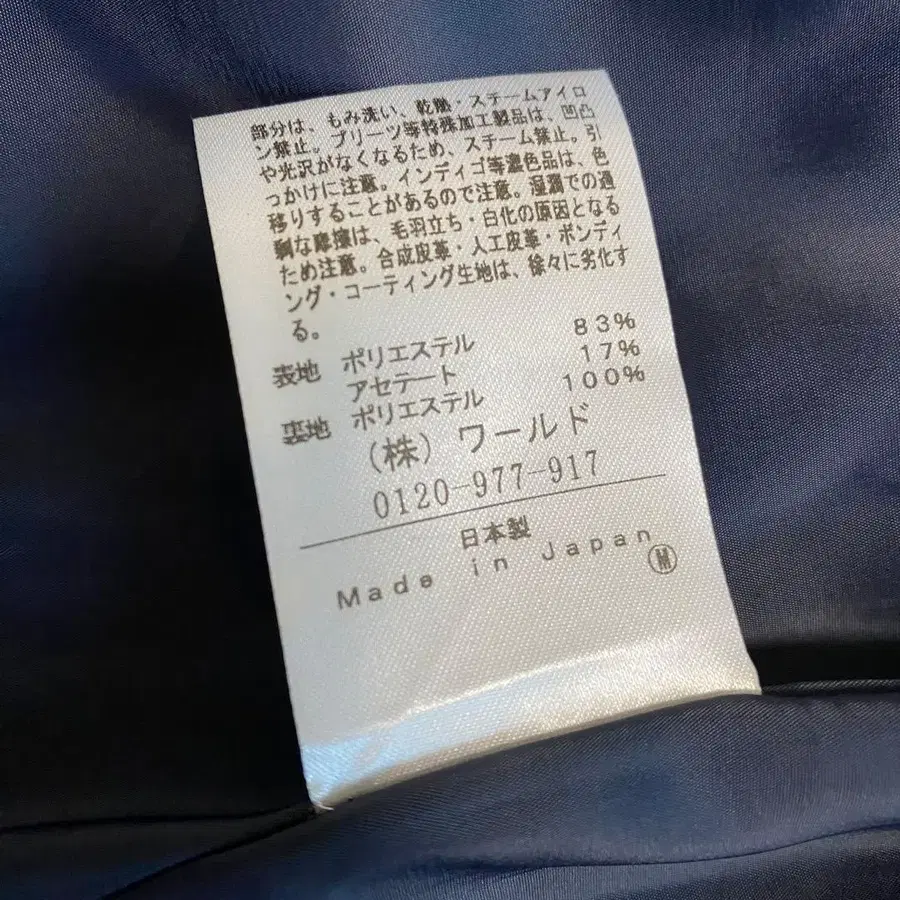 部分は、もみ洗い、乾熱・スチームアイロ
ン禁止。プリーツ等特殊加工製品は、凹凸
や光沢がなくなるため、スチーム禁止。引
っかけに注意。インディゴ等濃色品は、色
移りすることがあるので注意。湿潤での過
剰な摩擦は、毛羽立ち・白化の原因となる
ため注意。合成皮革・人工皮革・ボンディ
ング・コーティング生地は、徐々に劣化す
る。
表地 ポリエステル 83%
アセテート 17%
裏地 ポリエステル 100%
(株) ワールド
0120-977-917
日本製
Made in Japan
M